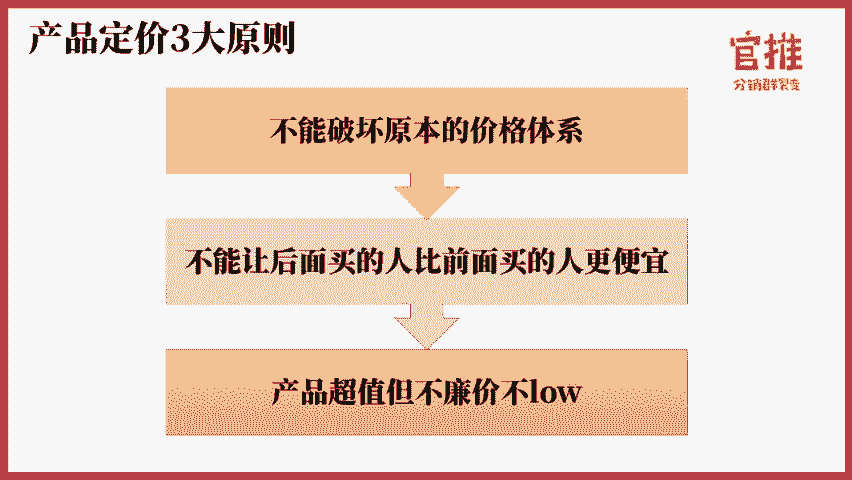 产品定价3大原则
官推
分销群裂变
不能破坏原本的价格体系
不能让后面买的人比前面买的人更便宜
产品超值但不廉价不low